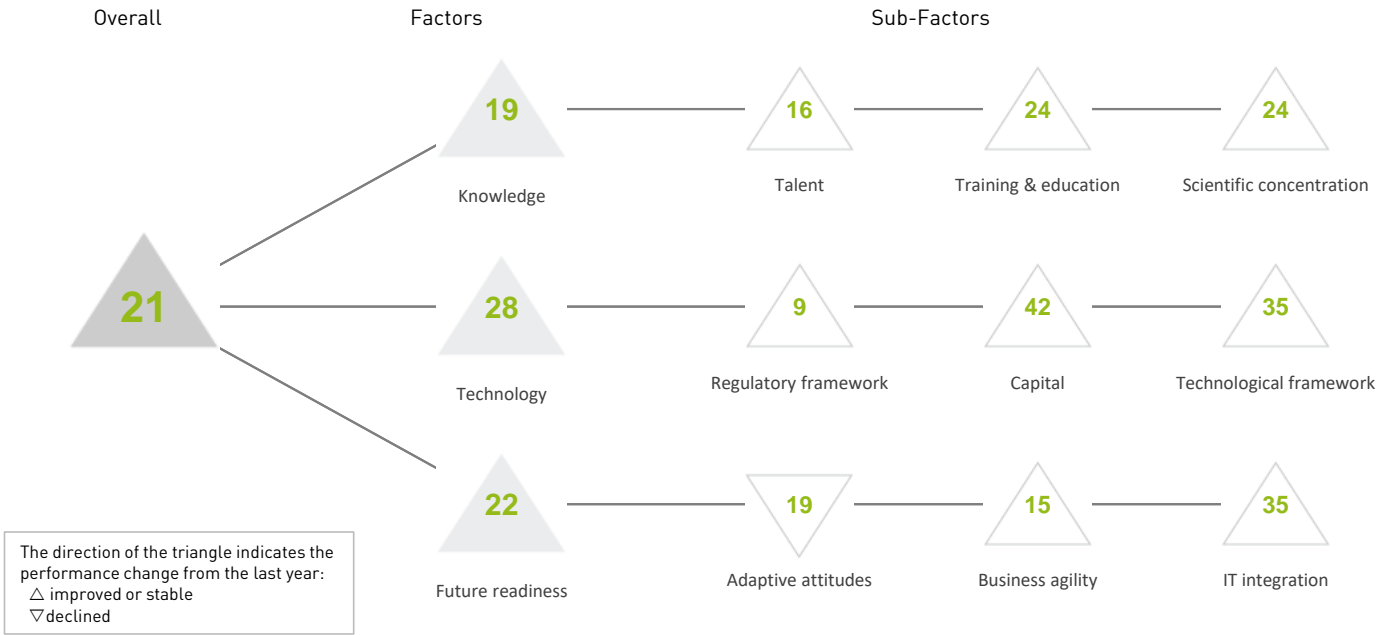 Overall Factors Sub-Factors
19 16 24 24
Knowledge Talent Training & education Scientific concentration
21 28 9 42 35
Technology Regulatory framework Capital Technological framework
22 19 15 35
Future readiness Adaptive attitudes Business agility IT integration
The direction of the triangle indicates the
performance change from the last year:
△ improved or stable
▽ declined